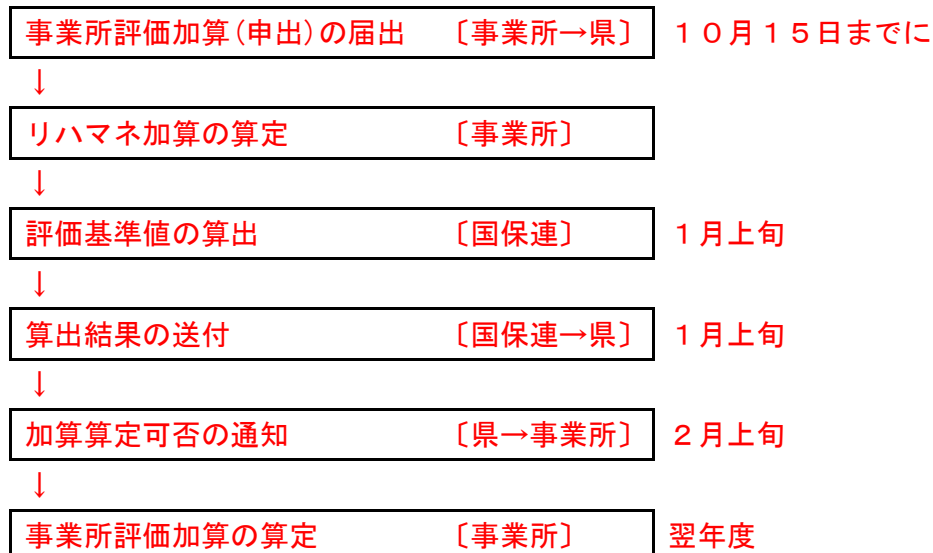 事業所評価加算(申出)の届出 〔事業所→県〕 １０月１５日までに
↓
リハマネ加算の算定 〔事業所〕
↓
評価基準値の算出 〔国保連〕 １月上旬
↓
算出結果の送付 〔国保連→県〕 １月上旬
↓
加算算定可否の通知 〔県→事業所〕 ２月上旬
↓
事業所評価加算の算定 〔事業所〕 翌年度